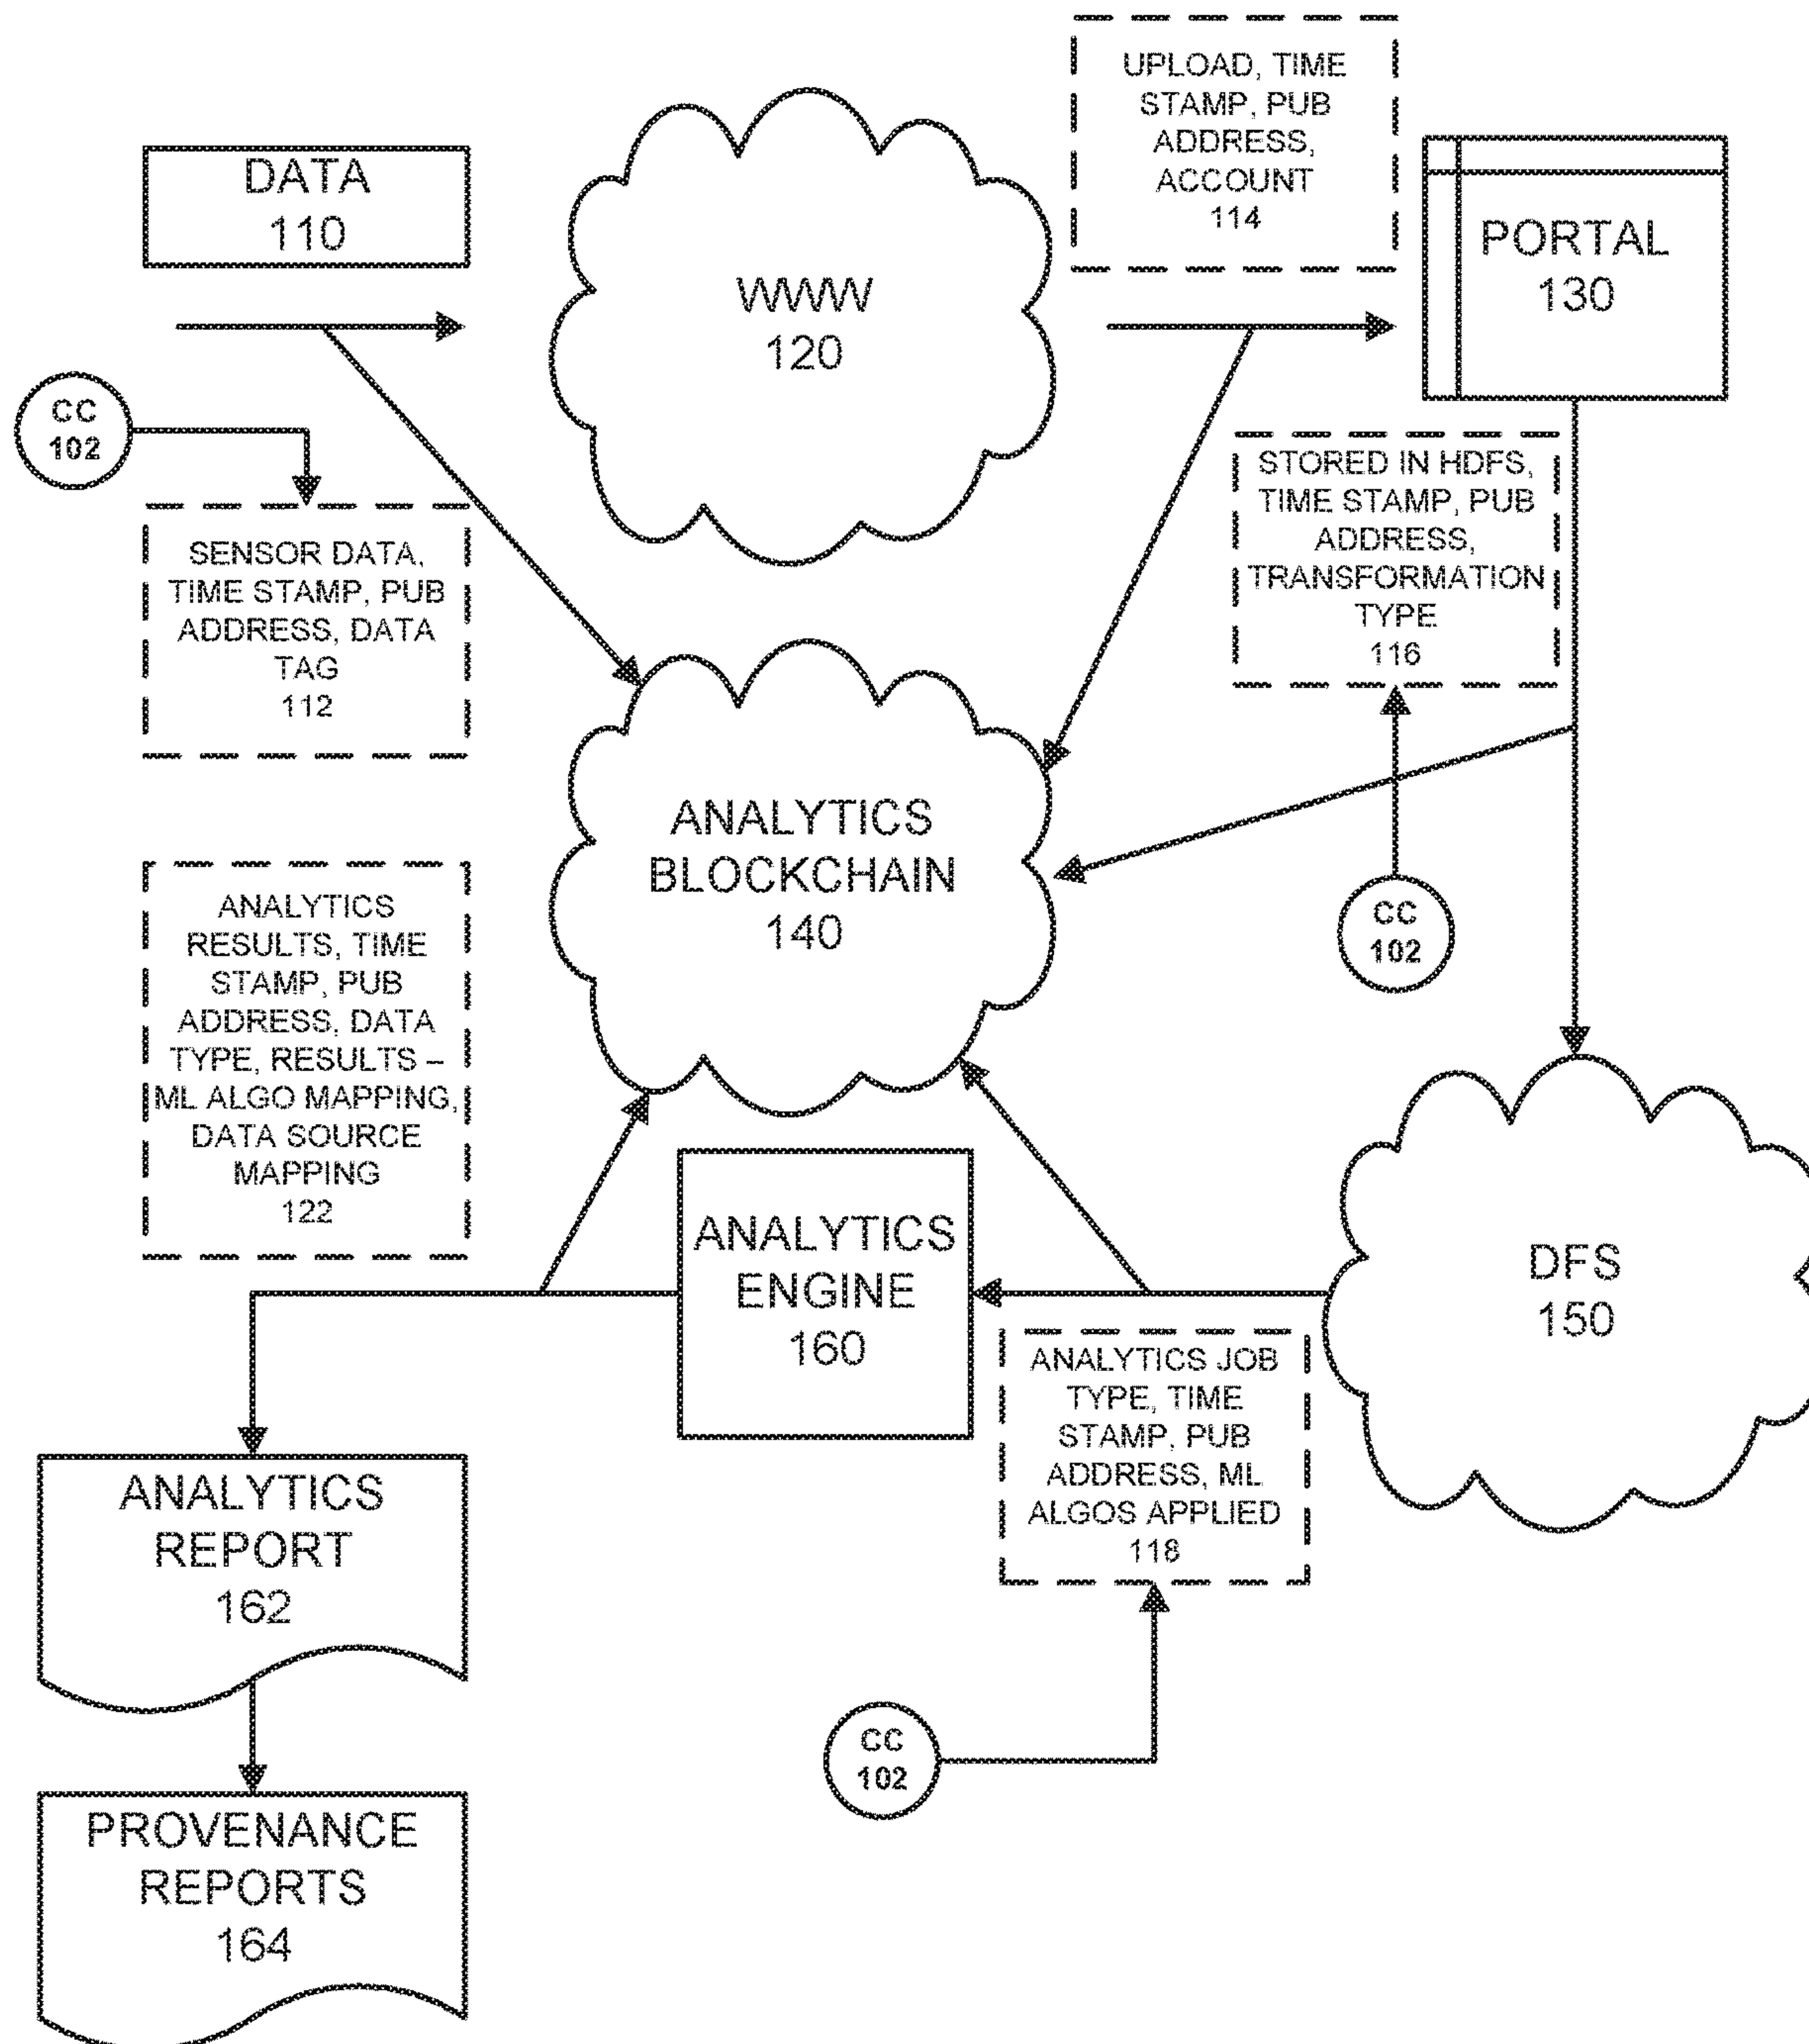 UPLOAD, TIME
STAMP, PUB
ADDRESS,
ACCOUNT
114
DATA
110
WWW
120
PORTAL
130
CC
102
SENSOR DATA,
TIME STAMP, PUB
ADDRESS, DATA
TAG
112
STORED IN HDFS,
TIME STAMP, PUB
ADDRESS,
TRANSFORMATION
TYPE
116
ANALYTICS
BLOCKCHAIN
140
CC
102
ANALYTICS
RESULTS, TIME
STAMP, PUB
ADDRESS, DATA
TYPE, RESULTS –
ML ALGO MAPPING,
DATA SOURCE
MAPPING
122
ANALYTICS
ENGINE
160
DFS
150
ANALYTICS JOB
TYPE, TIME
STAMP, PUB
ADDRESS, ML
ALGOS APPLIED
118
ANALYTICS
REPORT
162
CC
102
PROVENANCE
REPORTS
164